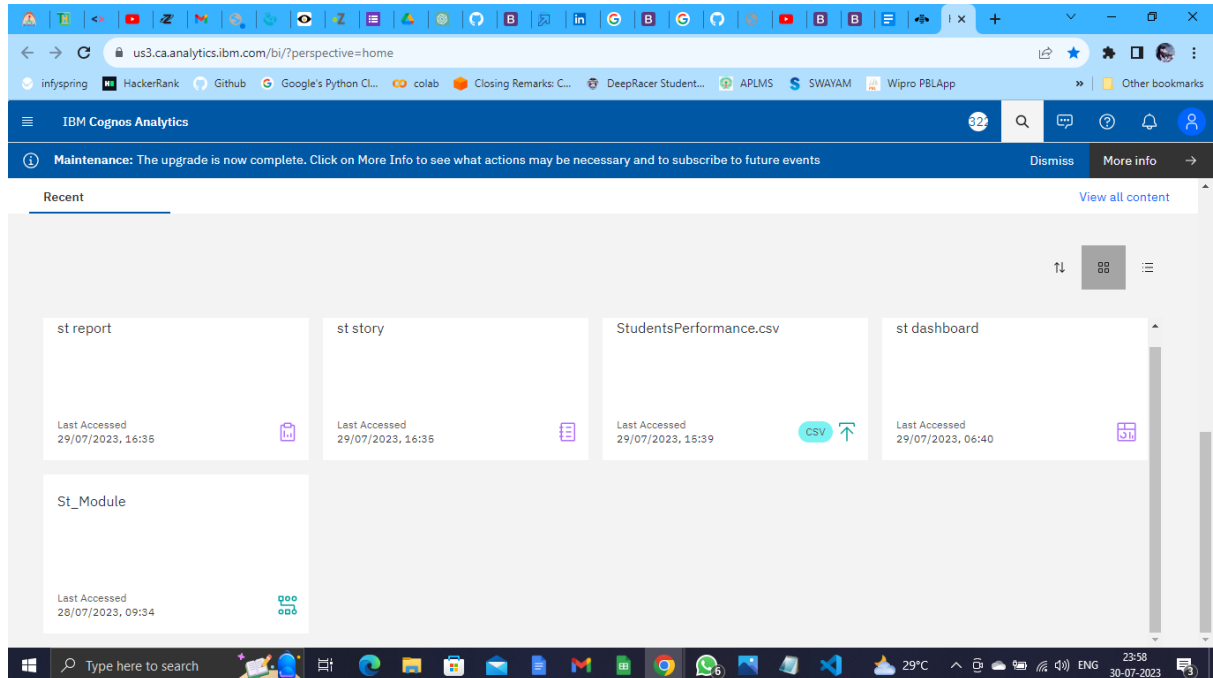 us3.ca.analytics.ibm.com/bi/?perspective=home
infyspring HackerRank Github Google's Python Cl... colab Closing Remarks: C... DeepRacer Student... APLMS SWAYAM Wipro PBLApp » Other bookmarks
IBM Cognos Analytics
Maintenance: The upgrade is now complete. Click on More Info to see what actions may be necessary and to subscribe to future events Dismiss More info
Recent View all content
st report st story StudentsPerformance.csv st dashboard
Last Accessed Last Accessed Last Accessed Last Accessed
29/07/2023, 16:35 29/07/2023, 16:35 29/07/2023, 15:39 CSV 29/07/2023, 06:40
St_Module
Last Accessed
28/07/2023, 09:34
Type here to search 29°C ENG 23:58
30-07-2023